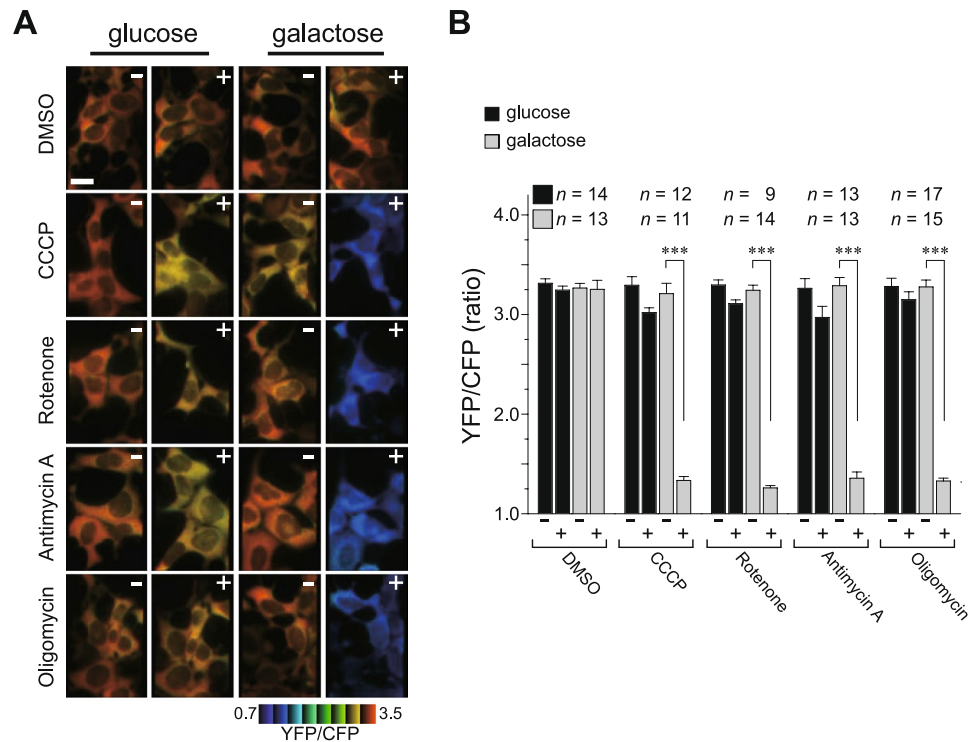 A
glucose galactose
- + - +
DMSO
- + - +
CCCP
- + - +
Rotenone
- + - +
Antimycin A
- + - +
Oligomycin
0.7 3.5
YFP/CFP
B
glucose
galactose
n = 14 n = 12 n = 9 n = 13 n = 17
n = 13 n = 11 n = 14 n = 13 n = 15
*** *** *** ***
YFP/CFP (ratio)
4.0
3.0
2.0
1.0
- + - + - + - + - + - + - + - + - + - +
DMSO CCCP Rotenone Antimycin A Oligomycin